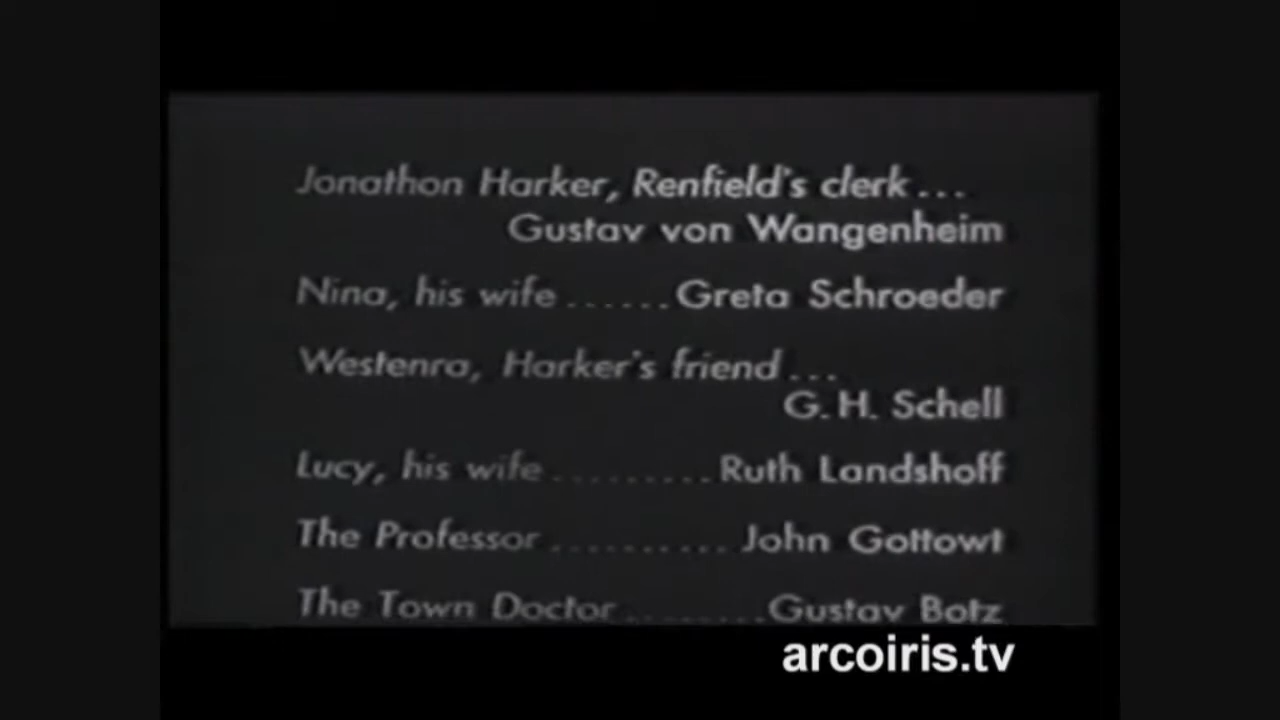 Jonathon Harker, Renfield's clerk...
Gustav von Wangenheim
Nina, his wife......Greta Schroeder
Westenra, Harker's friend...
G. H. Schell
Lucy, his wife.........Ruth Landshoff
The Professor..........John Gottowt
The Town Doctor........Gustav Botz
arcoiris.tv